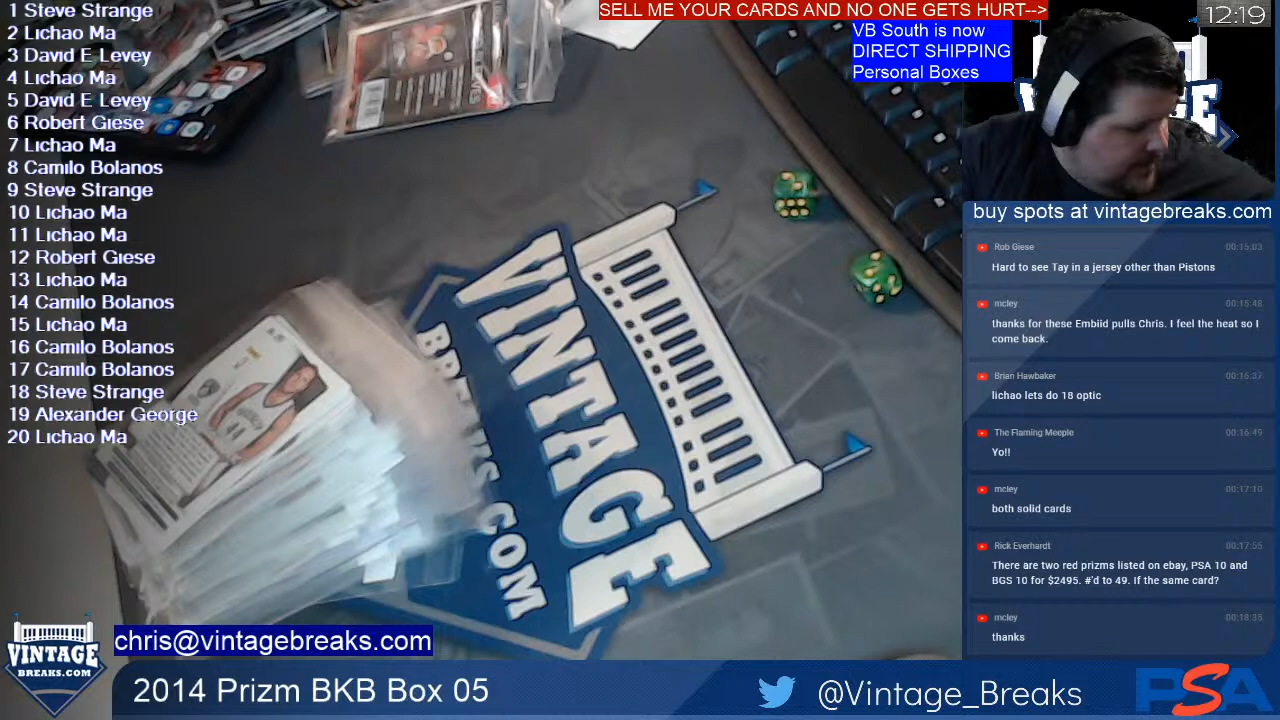 1 Steve Strange
2 Lichao Ma
3 David E Levey
4 Lichao Ma
5 David E Levey
6 Robert Giese
7 Lichao Ma
8 Camilo Bolanos
9 Steve Strange
10 Lichao Ma
11 Lichao Ma
12 Robert Giese
13 Lichao Ma
14 Camilo Bolanos
15 Lichao Ma
16 Camilo Bolanos
17 Camilo Bolanos
18 Steve Strange
19 Alexander George
20 Lichao Ma
SELL ME YOUR CARDS AND NO ONE GETS HURT-->
VB South is now
DIRECT SHIPPING
Personal Boxes
12:19
VINTAGE
COM
buy spots at vintagebreaks.com
Rob Giese 00:15:03
Hard to see Tay in a jersey other than Pistons
mcley 00:15:48
thanks for these Embiid pulls Chris. I feel the heat so I
come back.
Brian Hawbaker 00:16:37
lichao lets do 18 optic
The Flaming Meeple 00:16:49
Yo!!
mcley 00:17:10
both solid cards
Rick Everhardt 00:17:55
There are two red prizms listed on ebay, PSA 10 and
BGS 10 for $2495. #'d to 49. If the same card?
mcley 00:18:35
thanks
VINTAGE
BREAKS.COM
chris@vintagebreaks.com
2014 Prizm BKB Box 05
@Vintage_Breaks
PSA